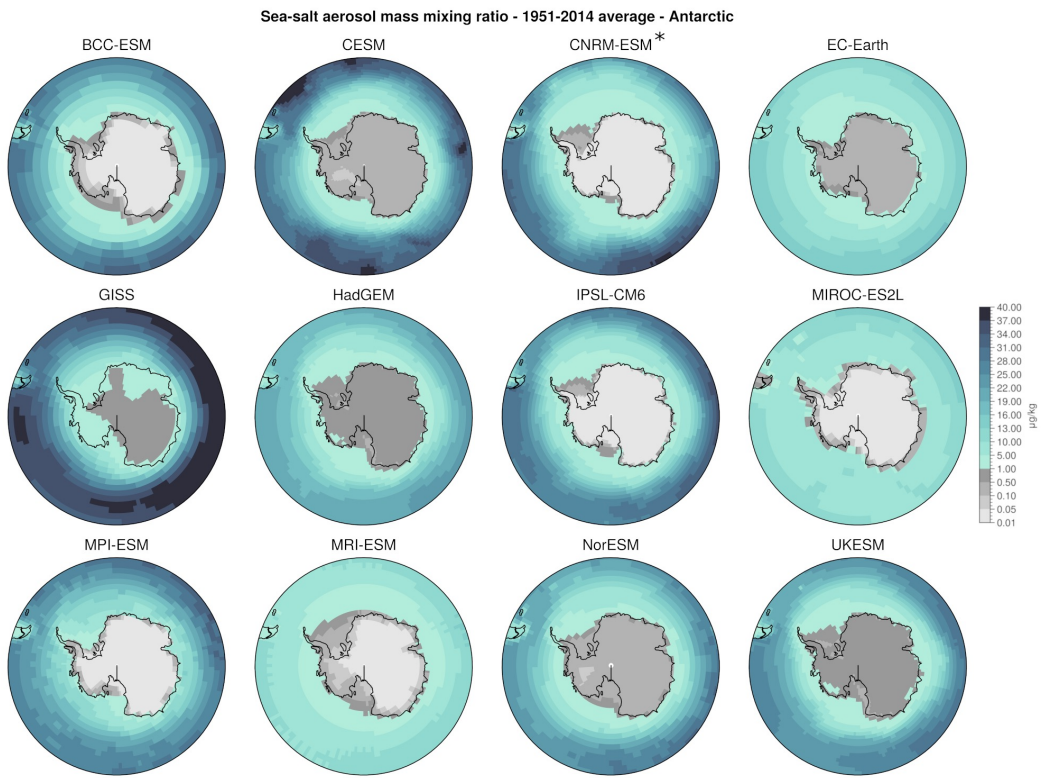 Sea-salt aerosol mass mixing ratio - 1951-2014 average - Antarctic
BCC-ESM
CESM
CNRM-ESM*
EC-Earth
GISS
HadGEM
IPSL-CM6
MIROC-ES2L
40.00
37.00
34.00
31.00
28.00
25.00
22.00
19.00
16.00
13.00
10.00
5.00
1.00
0.50
0.10
0.05
0.01
µg/kg
MPI-ESM
MRI-ESM
NorESM
UKESM